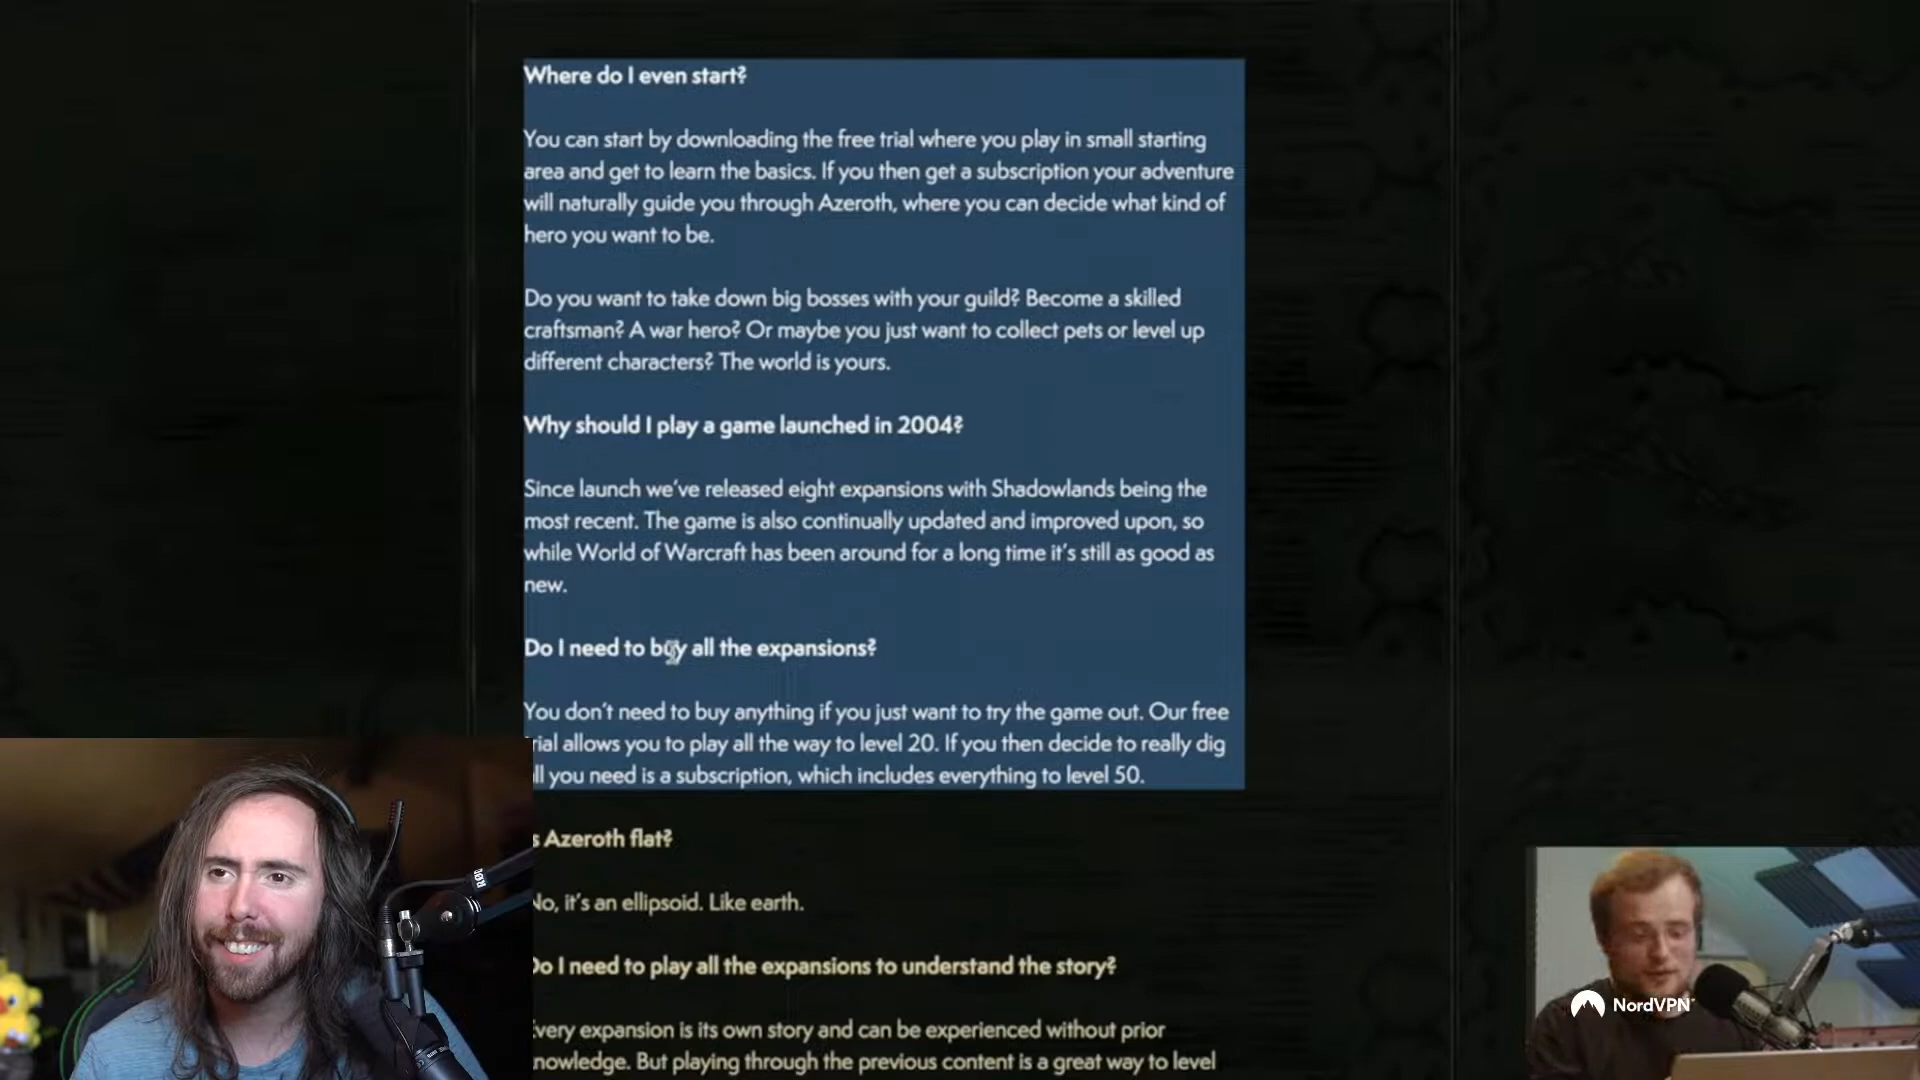 Where do I even start?
You can start by downloading the free trial where you play in small starting
area and get to learn the basics. If you then get a subscription your adventure
will naturally guide you through Azeroth, where you can decide what kind of
hero you want to be.
Do you want to take down big bosses with your guild? Become a skilled
craftsman? A war hero? Or maybe you just want to collect pets or level up
different characters? The world is yours.
Why should I play a game launched in 2004?
Since launch we've released eight expansions with Shadowlands being the
most recent. The game is also continually updated and improved upon, so
while World of Warcraft has been around for a long time it's still as good as
new.
Do I need to buy all the expansions?
You don't need to buy anything if you just want to try the game out. Our free
rial allows you to play all the way to level 20. If you then decide to really dig
ll you need is a subscription, which includes everything to level 50.
s Azeroth flat?
No, it's an ellipsoid. Like earth.
Do I need to play all the expansions to understand the story?
Every expansion is its own story and can be experienced without prior
nowledge. But playing through the previous content is a great way to level
NordVPN